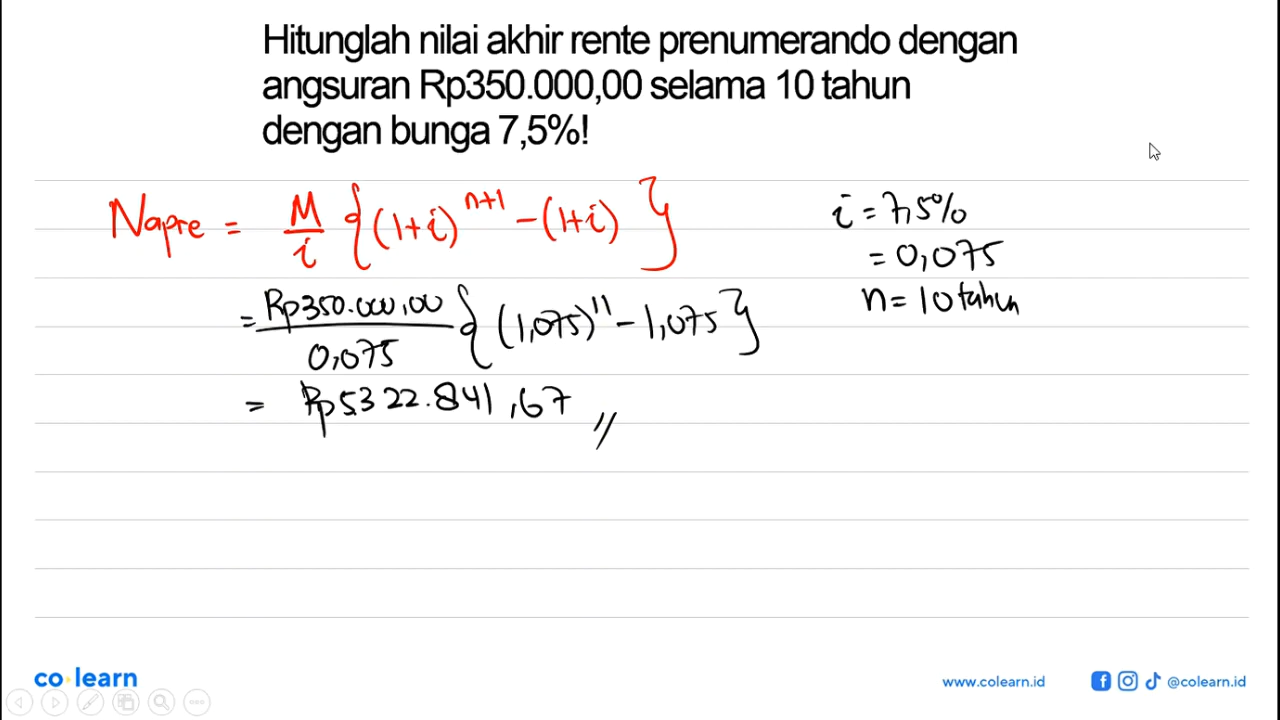 Hitunglah nilai akhir rente prenumerando dengan
angsuran Rp350.000,00 selama 10 tahun
dengan bunga 7,5%!
Napre = M/i {(1+i)^n+1 - (1+i)}
= Rp350.000,00/0,075 {(1,075)^11 - 1,075}
= Rp5322.841,67 //
i = 7,5%
= 0,075
n = 10 tahun
co learn
www.colearn.id
@colearn.id